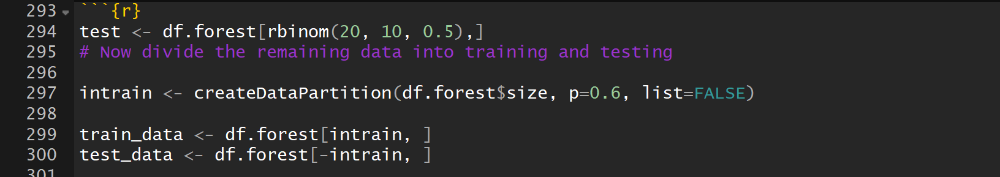 293 ```{r}
294 test <- df.forest[rbinom(20, 10, 0.5),]
295 # Now divide the remaining data into training and testing
296
297 intrain <- createDataPartition(df.forest$size, p=0.6, list=FALSE)
298
299 train_data <- df.forest[intrain, ]
300 test_data <- df.forest[-intrain, ]
301